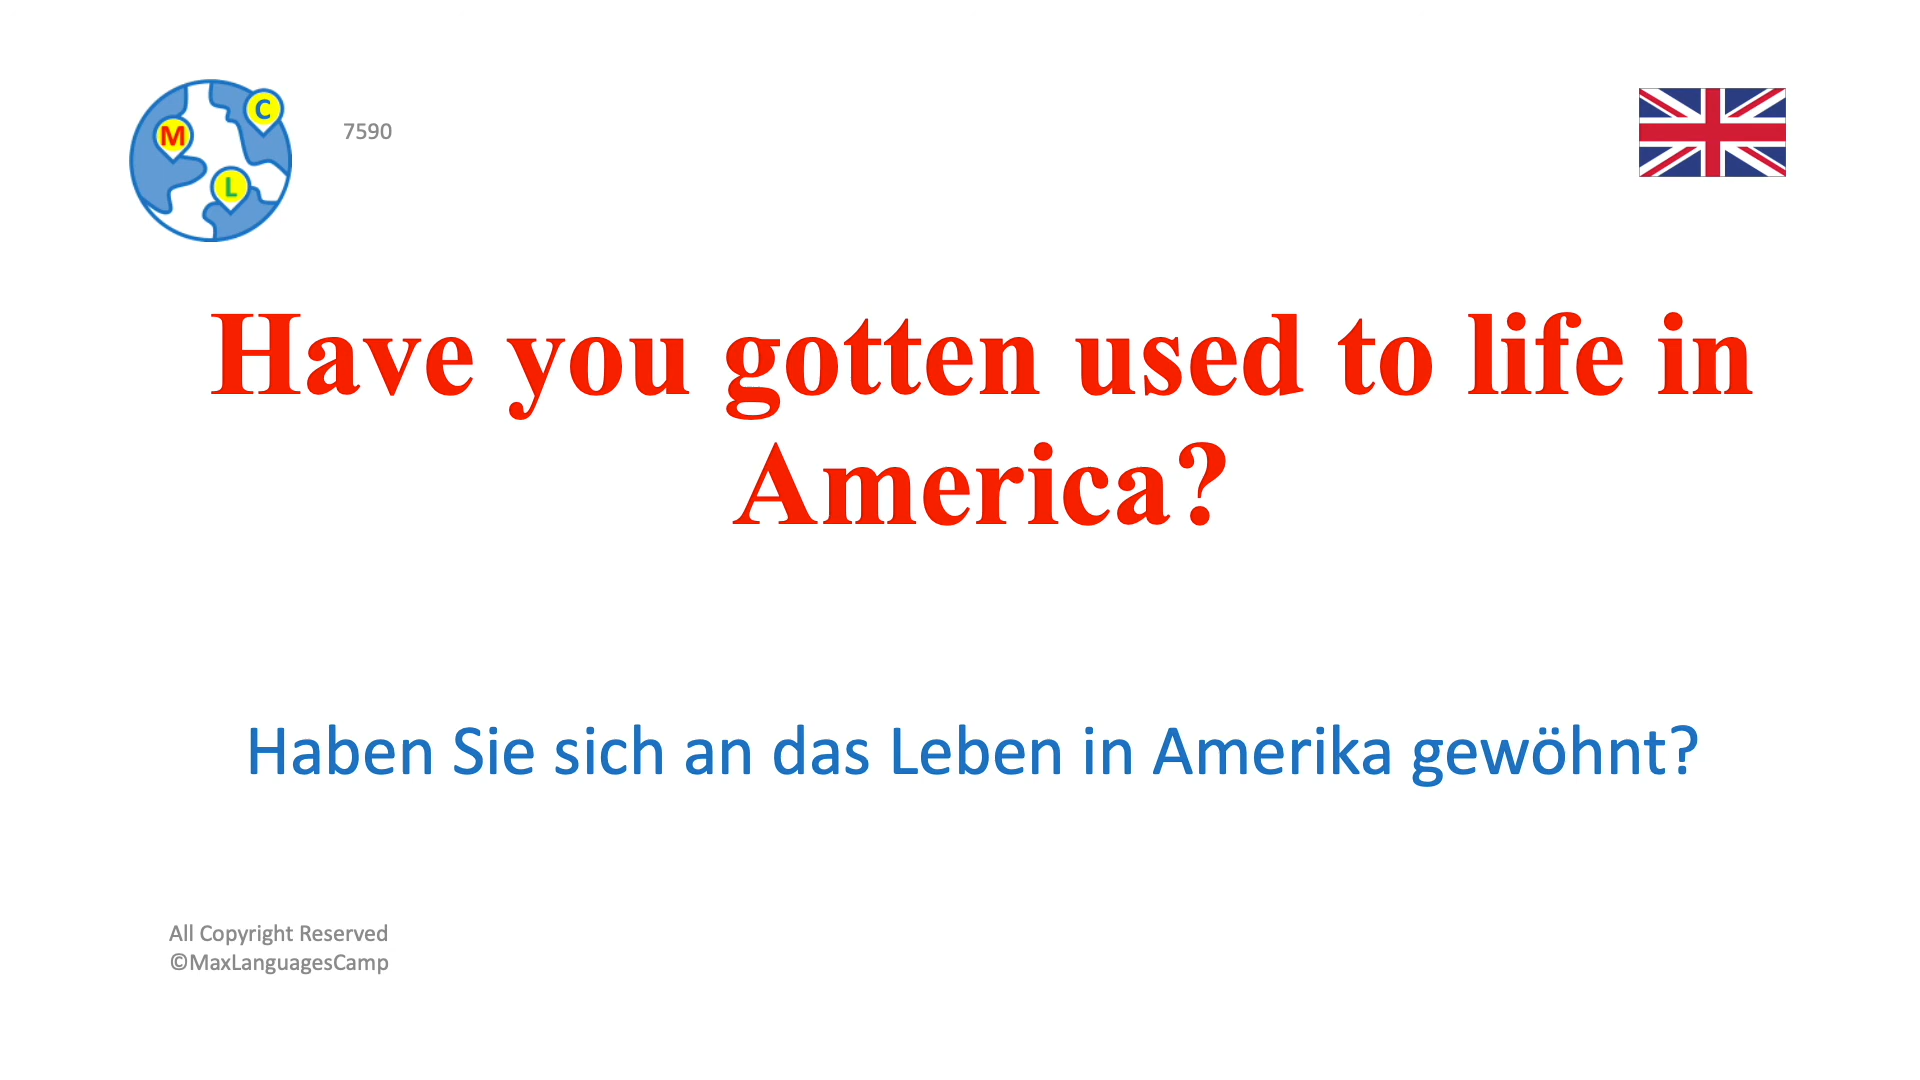 C
M
L
7590
Have you gotten used to life in
America?
Haben Sie sich an das Leben in Amerika gewöhnt?
All Copyright Reserved
©MaxLanguagesCamp